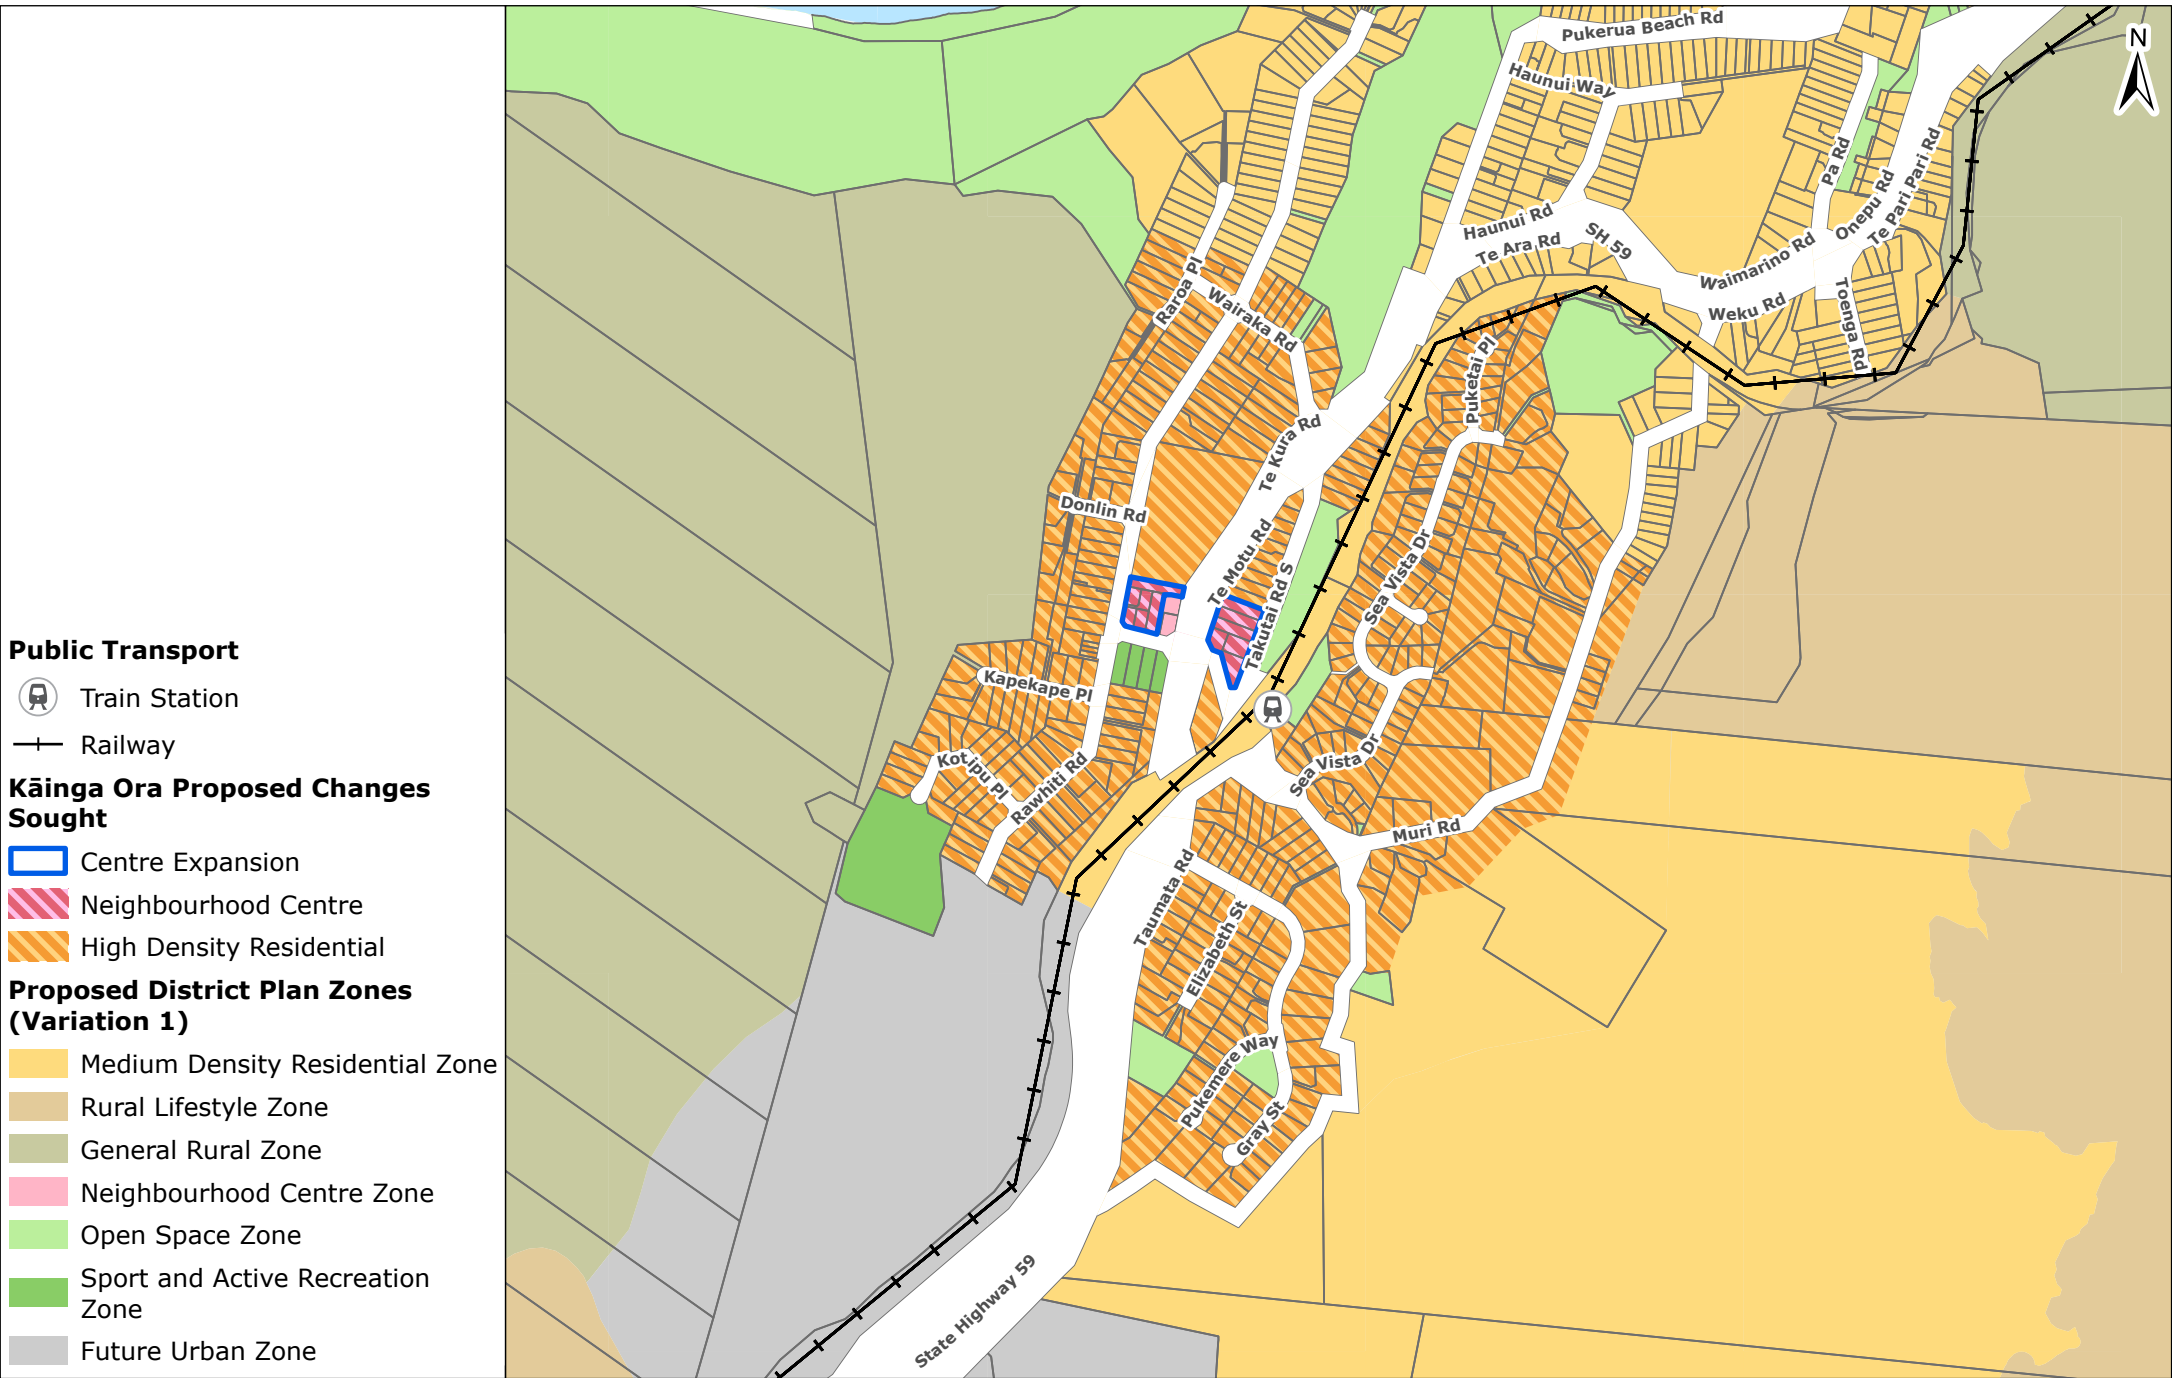 Public Transport
Train Station
Railway
Kāinga Ora Proposed Changes
Sought
Centre Expansion
Neighbourhood Centre
High Density Residential
Proposed District Plan Zones
(Variation 1)
Medium Density Residential Zone
Rural Lifestyle Zone
General Rural Zone
Neighbourhood Centre Zone
Open Space Zone
Sport and Active Recreation
Zone
Future Urban Zone
Pukerua Beach Rd
N
Haunui Way
Pa Rd
Onepu Rd
Te Pari Pari Rd
Haunui Rd
Te Ara Rd
SH 59
Waimarino Rd
Weku Rd
Toenga Rd
Raroa Pl
Wairaka Rd
Puketai Pl
Te Kura Rd
Donlin Rd
Te Motu Rd
Takutai Rd S
Sea Vista Dr
Kapekape Pl
Kotipu Pl
Rawhiti Rd
Sea Vista Dr
Muri Rd
Taumata Rd
Elizabeth St
Pukemere Way
Gray St
State Highway 59